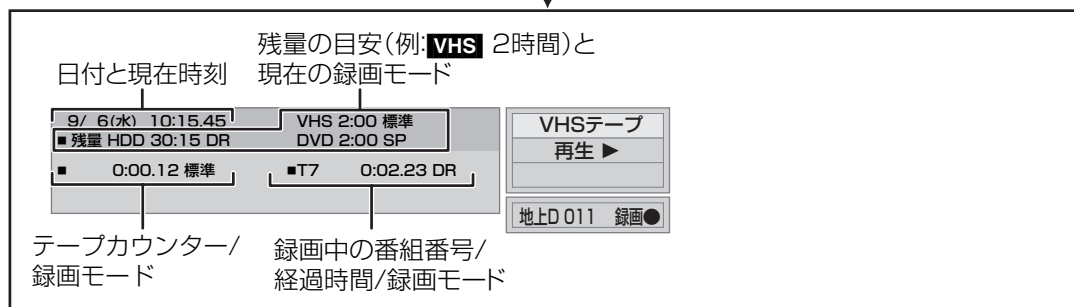 残量の目安(例:VHS 2時間)と
現在の録画モード
日付と現在時刻
9/ 6(水) 10:15.45 VHS 2:00 標準
■ 残量 HDD 30:15 DR DVD 2:00 SP
■ 0:00.12 標準 ■T7 0:02.23 DR
VHSテープ
再生 ▶
地上D 011 録画●
テープカウンター/
録画モード
録画中の番組番号/
経過時間/録画モード